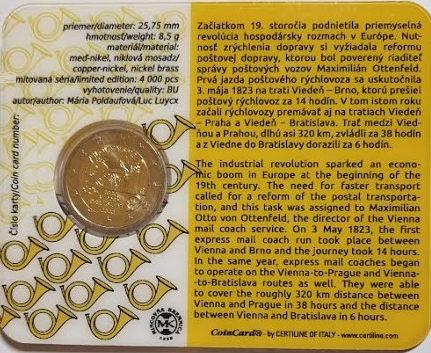 priemer/diameter: 25,75 mm
hmotnosť/weight: 8,5 g
materiál/material:
meď-nikel, niklová mosadz/
copper-nickel, nickel brass
mitovaná séria/limited edition: 4 000 pcs
vyhotovenie/quality: BU
autor/author: Mária Poldaufová/Luc Luycx
Číslo karty/Coin card number:
MINCOVŇA KREMNICA
MK
1328
Začiatkom 19. storočia podnietila priemyselná
revolúcia hospodársky rozmach v Európe. Nut-
nosť zrýchlenia dopravy si vyžiadala reformu
poštovej dopravy, ktorou bol poverený riaditeľ
správy poštových vozov Maximilián Ottenfeld.
Prvá jazda poštového rýchlovozu sa uskutočnila
3. mája 1823 na trati Viedeň – Brno, ktorú prešiel
poštový rýchlovoz za 14 hodín. V tom istom roku
začali rýchlovozy premávať aj na tratiach Viedeň
– Praha a Viedeň – Bratislava. Trať medzi Vied-
ňou a Prahou, dlhú asi 320 km, zvládli za 38 hodín
a z Viedne do Bratislavy dorazili za 6 hodín.
The industrial revolution sparked an econo-
mic boom in Europe at the beginning of the
19th century. The need for faster transport
called for a reform of the postal transporta-
tion, and this task was assigned to Maximilian
Otto von Ottenfeld, the director of the Vienna
mail coach service. On 3 May 1823, the first
express mail coach run took place between
Vienna and Brno and the journey took 14 hours.
In the same year, express mail coaches began
to operate on the Vienna-to-Prague and Vienna-
-to-Bratislava routes as well. They were able
to cover the roughly 320 km distance between
Vienna and Prague in 38 hours and the distance
between Vienna and Bratislava in 6 hours.
CoinCard® - by CERTILINE OF ITALY - www.certiline.com